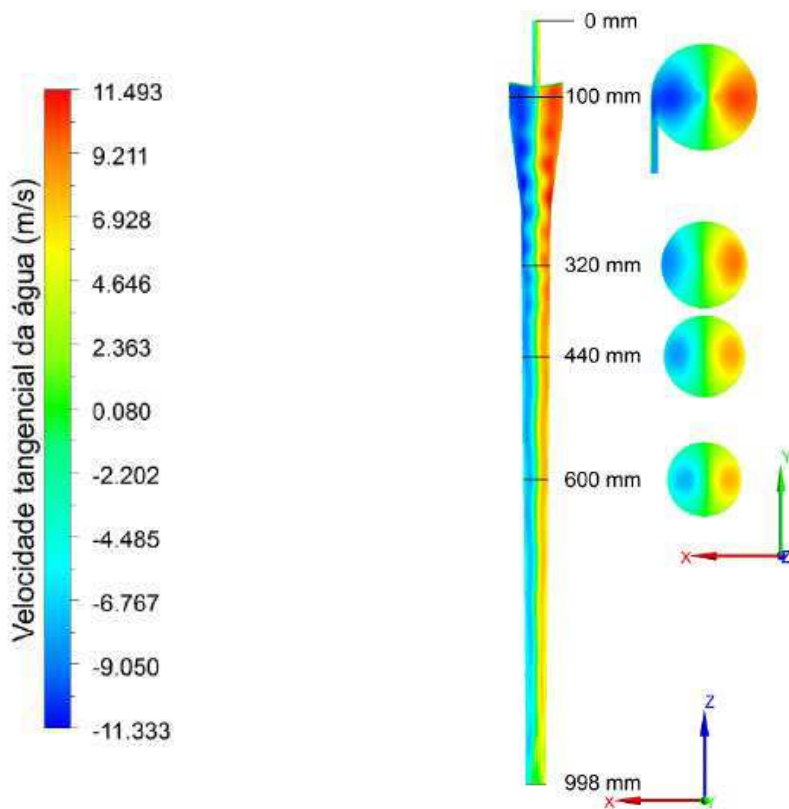 Velocidade tangencial da água (m/s)
11.493
9.211
6.928
4.646
2.363
0.080
-2.202
-4.485
-6.767
-9.050
-11.333
0 mm
100 mm
320 mm
440 mm
600 mm
998 mm
Y
X
Z
Z
X
Y